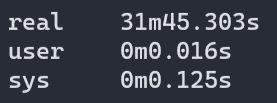 real    31m45.303s
user    0m0.016s
sys     0m0.125s